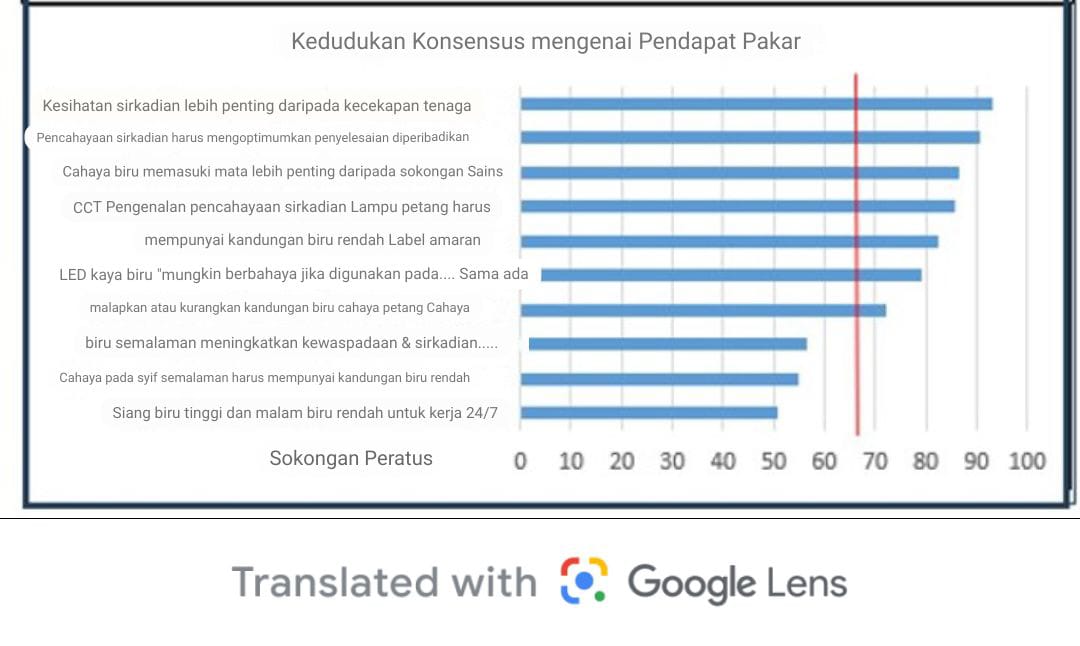 Kedudukan Konsensus mengenai Pendapat Pakar
Kesihatan sirkadian lebih penting daripada kecekapan tenaga
Pencahayaan sirkadian harus mengoptimumkan penyelesaian diperibadikan
Cahaya biru memasuki mata lebih penting daripada sokongan Sains
CCT Pengenalan pencahayaan sirkadian Lampu petang harus
mempunyai kandungan biru rendah Label amaran
LED kaya biru "mungkin berbahaya jika digunakan pada.... Sama ada
malapkan atau kurangkan kandungan biru cahaya petang Cahaya
biru semalaman meningkatkan kewaspadaan & sirkadian.....
Cahaya pada syif semalaman harus mempunyai kandungan biru rendah
Siang biru tinggi dan malam biru rendah untuk kerja 24/7
Sokongan Peratus
0 10 20 30 40 50 60 70 80 90 100
Translated with Google Lens